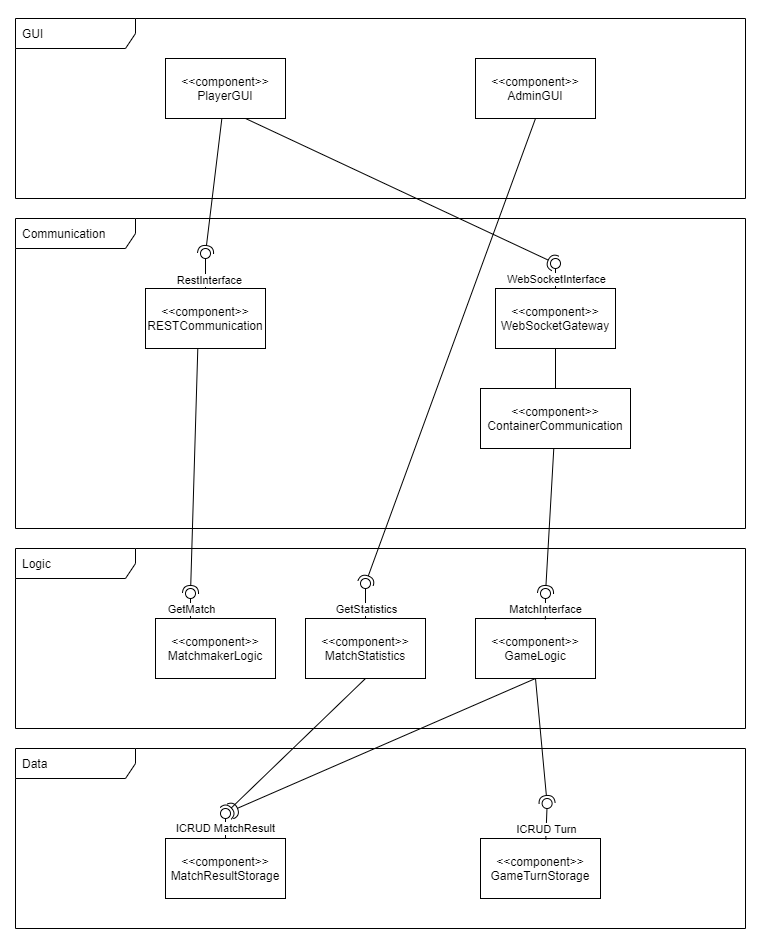 GUI
<<component>>
PlayerGUI
<<component>>
AdminGUI
Communication
RestInterface
<<component>>
RESTCommunication
WebSocketInterface
<<component>>
WebSocketGateway
<<component>>
ContainerCommunication
Logic
GetMatch
<<component>>
MatchmakerLogic
GetStatistics
<<component>>
MatchStatistics
MatchInterface
<<component>>
GameLogic
Data
ICRUD MatchResult
<<component>>
MatchResultStorage
ICRUD Turn
<<component>>
GameTurnStorage